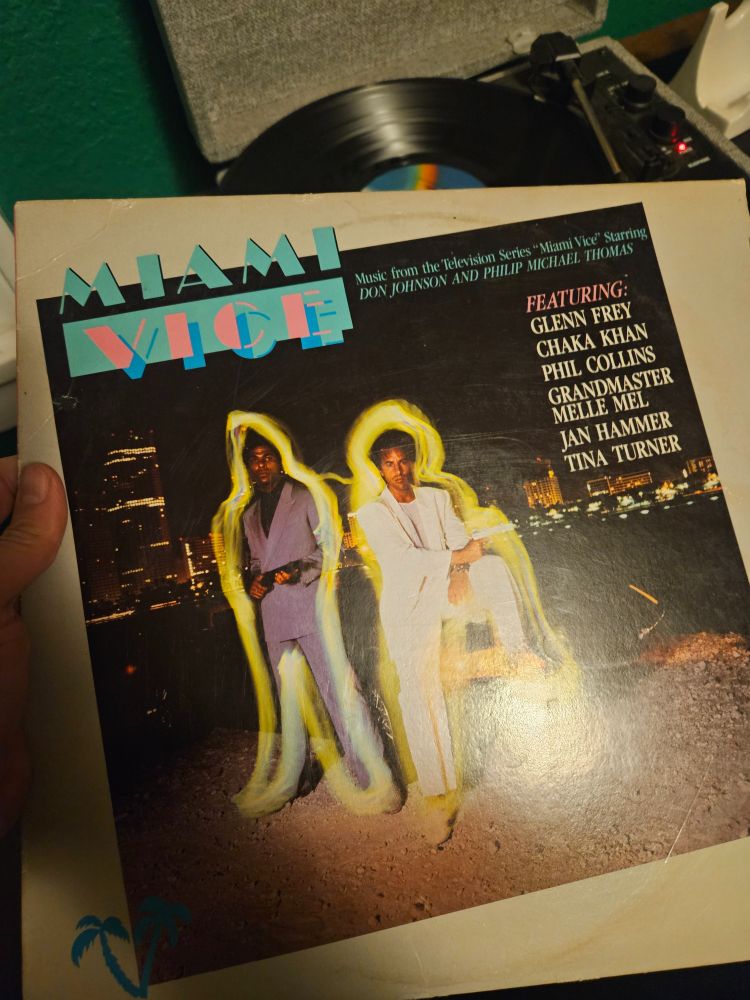 MIAMI
VICE
Music from the Television Series "Miami Vice" Starring
DON JOHNSON AND PHILIP MICHAEL THOMAS
FEATURING:
GLENN FREY
CHAKA KHAN
PHIL COLLINS
GRANDMASTER
MELLE MEL
JAN HAMMER
TINA TURNER